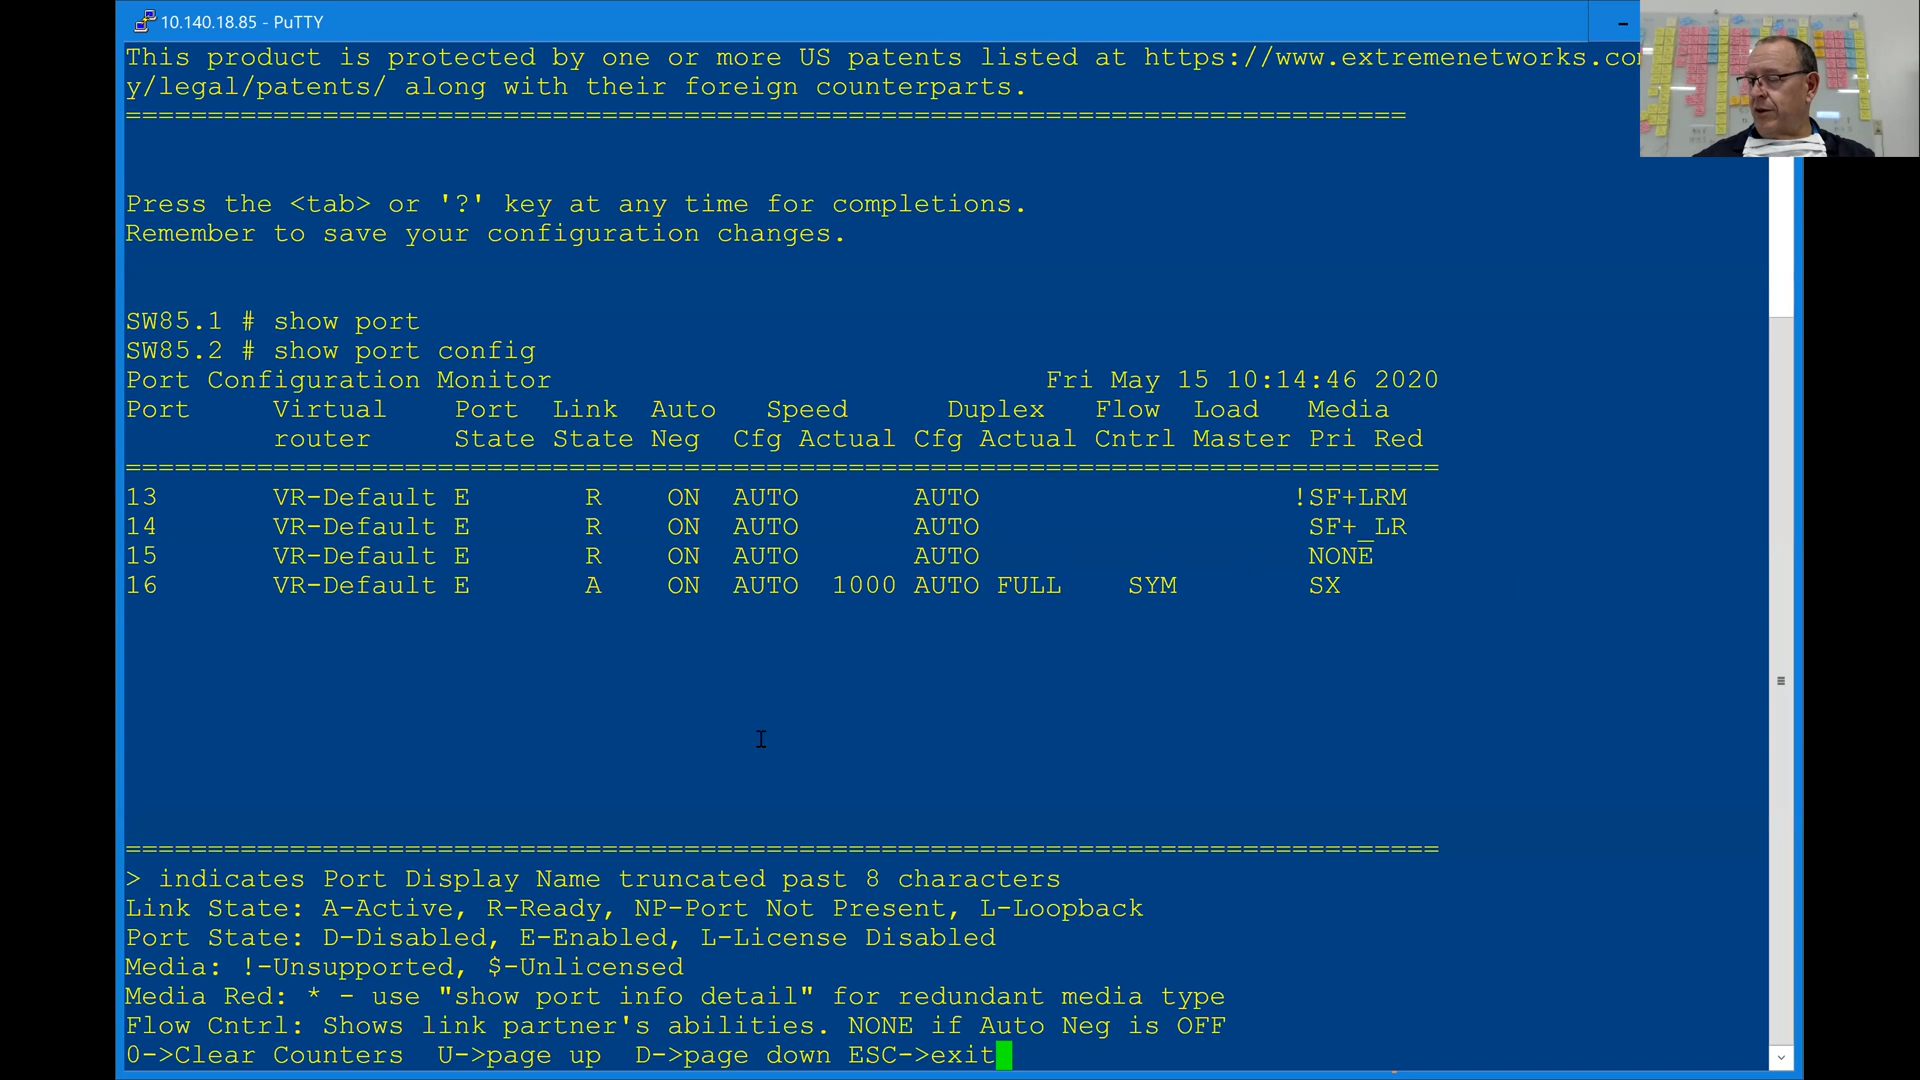 10.140.18.85 - PuTTY
This product is protected by one or more US patents listed at https://www.extremenetworks.co
y/legal/patents/ along with their foreign counterparts.
==============================================================================
Press the <tab> or '?' key at any time for completions.
Remember to save your configuration changes.
SW85.1 # show port
SW85.2 # show port config
Port Configuration Monitor Fri May 15 10:14:46 2020
Port Virtual Port Link Auto Speed Duplex Flow Load Media
router State State Neg Cfg Actual Cfg Actual Cntrl Master Pri Red
================================================================================
13 VR-Default E R ON AUTO AUTO !SF+LRM
14 VR-Default E R ON AUTO AUTO SF+_LR
15 VR-Default E R ON AUTO AUTO NONE
16 VR-Default E A ON AUTO 1000 AUTO FULL SYM SX
================================================================================
> indicates Port Display Name truncated past 8 characters
Link State: A-Active, R-Ready, NP-Port Not Present, L-Loopback
Port State: D-Disabled, E-Enabled, L-License Disabled
Media: !-Unsupported, $-Unlicensed
Media Red: * - use "show port info detail" for redundant media type
Flow Cntrl: Shows link partner's abilities. NONE if Auto Neg is OFF
0->Clear Counters U->page up D->page down ESC->exit